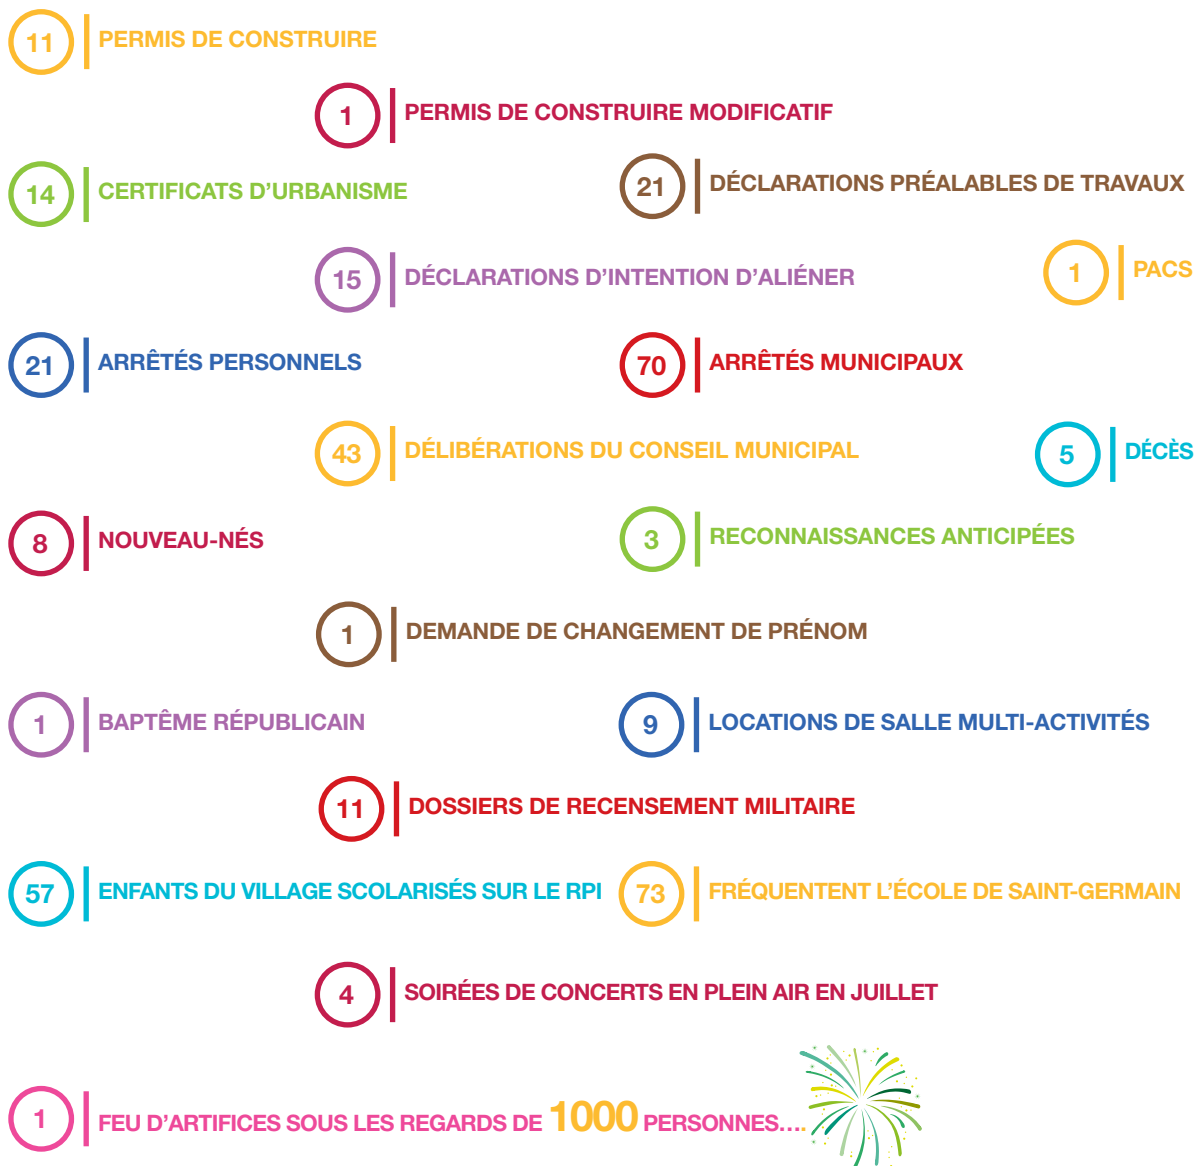 11 PERMIS DE CONSTRUIRE
1 PERMIS DE CONSTRUIRE MODIFICATIF
14 CERTIFICATS D’URBANISME
21 DÉCLARATIONS PRÉALABLES DE TRAVAUX
15 DÉCLARATIONS D’INTENTION D’ALIÉNER
1 PACS
21 ARRÊTÉS PERSONNELS
70 ARRÊTÉS MUNICIPAUX
43 DÉLIBÉRATIONS DU CONSEIL MUNICIPAL
5 DÉCÈS
8 NOUVEAU-NÉS
3 RECONNAISSANCES ANTICIPÉES
1 DEMANDE DE CHANGEMENT DE PRÉNOM
1 BAPTÊME RÉPUBLICAIN
9 LOCATIONS DE SALLE MULTI-ACTIVITÉS
11 DOSSIERS DE RECENSEMENT MILITAIRE
57 ENFANTS DU VILLAGE SCOLARISÉS SUR LE RPI
73 FRÉQUENTENT L’ÉCOLE DE SAINT-GERMAIN
4 SOIRÉES DE CONCERTS EN PLEIN AIR EN JUILLET
1 FEU D’ARTIFICES SOUS LES REGARDS DE 1000 PERSONNES....